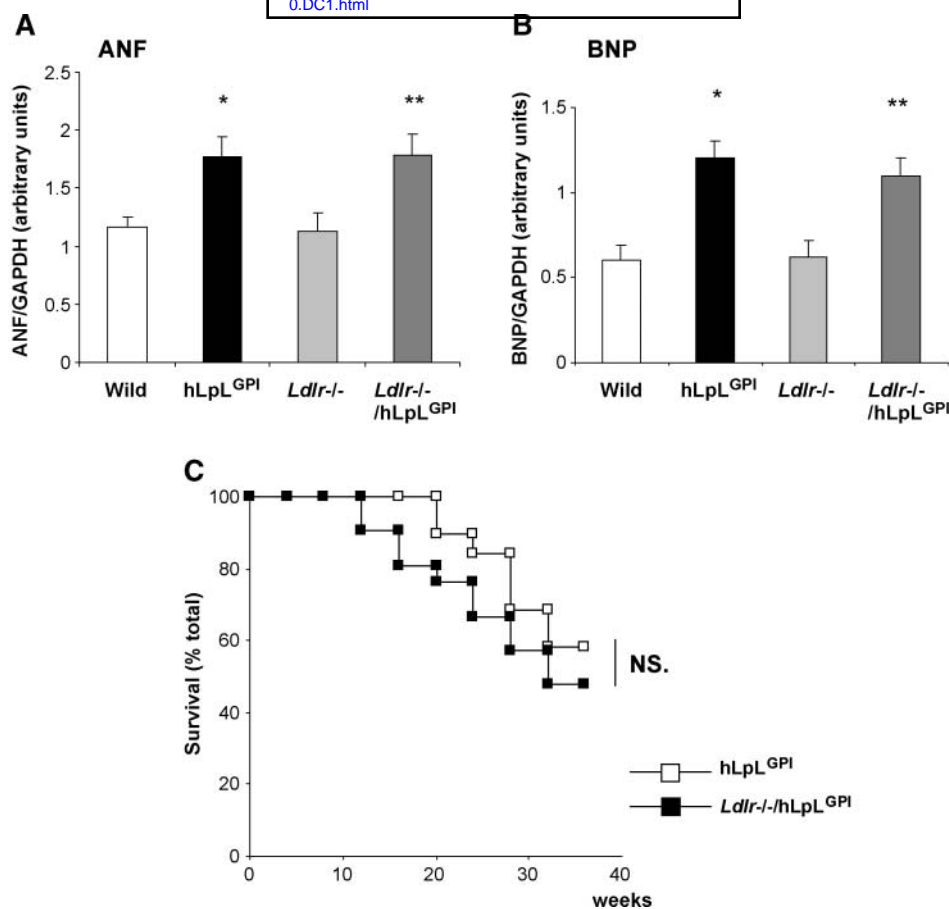 0.DC1.html
A
ANF
ANF/GAPDH (arbitrary units)
2.5
2
1.5
1
0.5
0
*
**
Wild
hLpL^GPI
Ldlr-/-
Ldlr-/-
/hLpL^GPI
B
BNP
BNP/GAPDH (arbitrary units)
1.5
1
0.5
0
*
**
Wild
hLpL^GPI
Ldlr-/-
Ldlr-/-
/hLpL^GPI
C
Survival (% total)
100
80
60
40
20
0
0 10 20 30 40
weeks
NS.
hLpL^GPI
Ldlr-/-/hLpL^GPI